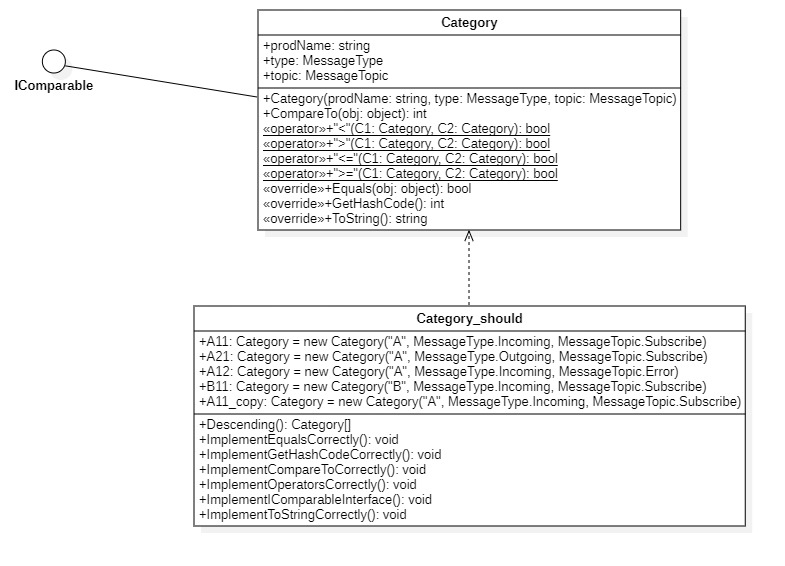 Category
+prodName: string
+type: MessageType
+topic: MessageTopic
IComparable
+Category(prodName: string, type: MessageType, topic: MessageTopic)
+CompareTo(obj: object): int
«operator»+"<"(C1: Category, C2: Category): bool
«operator»+">"(C1: Category, C2: Category): bool
«operator»+"<="(C1: Category, C2: Category): bool
«operator»+">="(C1: Category, C2: Category): bool
«override»+Equals(obj: object): bool
«override»+GetHashCode(): int
«override»+ToString(): string
Category_should
+A11: Category = new Category("A", MessageType.Incoming, MessageTopic.Subscribe)
+A21: Category = new Category("A", MessageType.Outgoing, MessageTopic.Subscribe)
+A12: Category = new Category("A", MessageType.Incoming, MessageTopic.Error)
+B11: Category = new Category("B", MessageType.Incoming, MessageTopic.Subscribe)
+A11_copy: Category = new Category("A", MessageType.Incoming, MessageTopic.Subscribe)
+Descending(): Category[]
+ImplementEqualsCorrectly(): void
+ImplementGetHashCodeCorrectly(): void
+ImplementCompareToCorrectly(): void
+ImplementOperatorsCorrectly(): void
+ImplementIComparableInterface(): void
+ImplementToStringCorrectly(): void